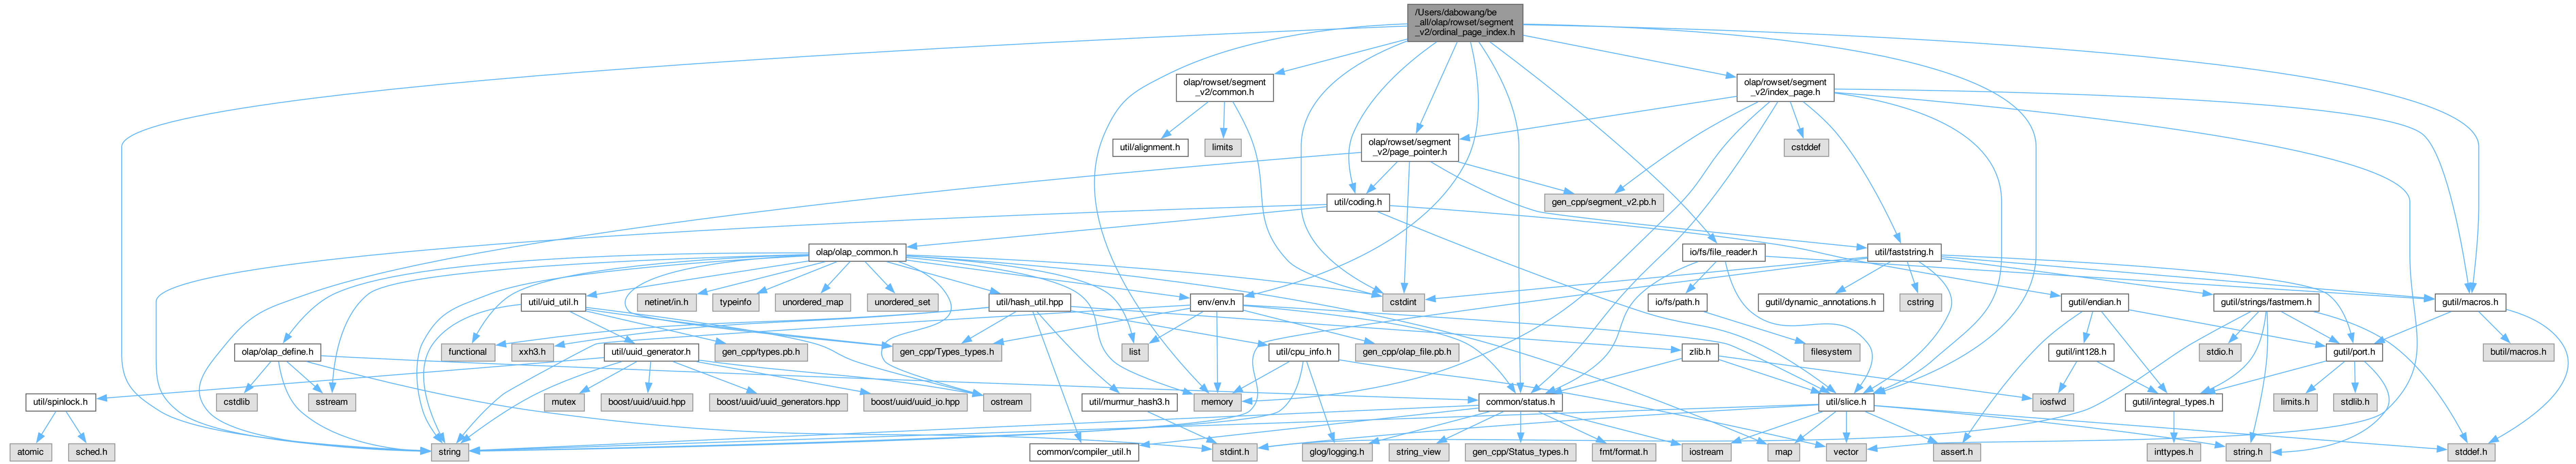 /Users/dabowang/be
_all/olap/rowset/segment
_v2/ordinal_page_index.h
olap/rowset/segment
_v2/common.h
olap/rowset/segment
_v2/index_page.h
util/alignment.h
limits
olap/rowset/segment
_v2/page_pointer.h
cstddef
util/coding.h
gen_cpp/segment_v2.pb.h
olap/olap_common.h
io/fs/file_reader.h
util/faststring.h
util/uid_util.h
netinet/in.h
typeinfo
unordered_map
unordered_set
util/hash_util.hpp
env/env.h
cstdint
io/fs/path.h
gutil/dynamic_annotations.h
cstring
gutil/endian.h
gutil/strings/fastmem.h
gutil/macros.h
olap/olap_define.h
functional
xxh3.h
util/uuid_generator.h
gen_cpp/types.pb.h
gen_cpp/Types_types.h
list
util/cpu_info.h
gen_cpp/olap_file.pb.h
zlib.h
filesystem
gutil/int128.h
stdio.h
gutil/port.h
butil/macros.h
util/spinlock.h
cstdlib
sstream
mutex
boost/uuid/uuid.hpp
boost/uuid/uuid_generators.hpp
boost/uuid/uuid_io.hpp
ostream
util/murmur_hash3.h
memory
common/status.h
util/slice.h
iosfwd
gutil/integral_types.h
limits.h
stdlib.h
atomic
sched.h
string
common/compiler_util.h
stdint.h
glog/logging.h
string_view
gen_cpp/Status_types.h
fmt/format.h
iostream
map
vector
assert.h
inttypes.h
string.h
stddef.h